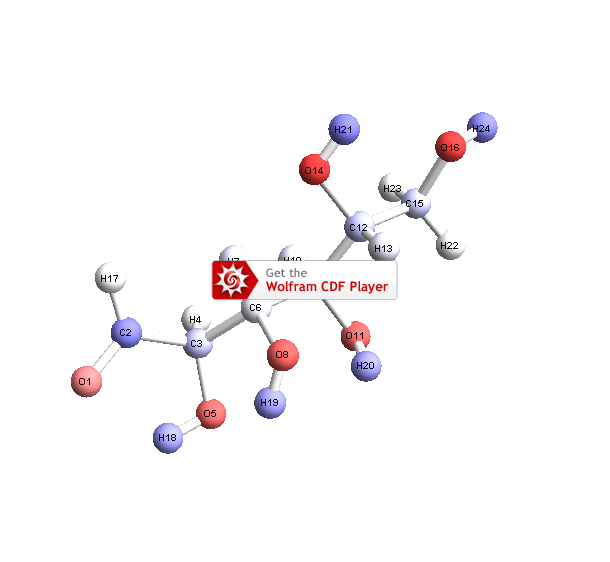 H21
H24
O16
O14
H23
C15
C12
H13
H22
Get the
Wolfram CDF Player
H17
C6
H4
C2
O11
C3
O8
H20
O1
H19
O5
H18